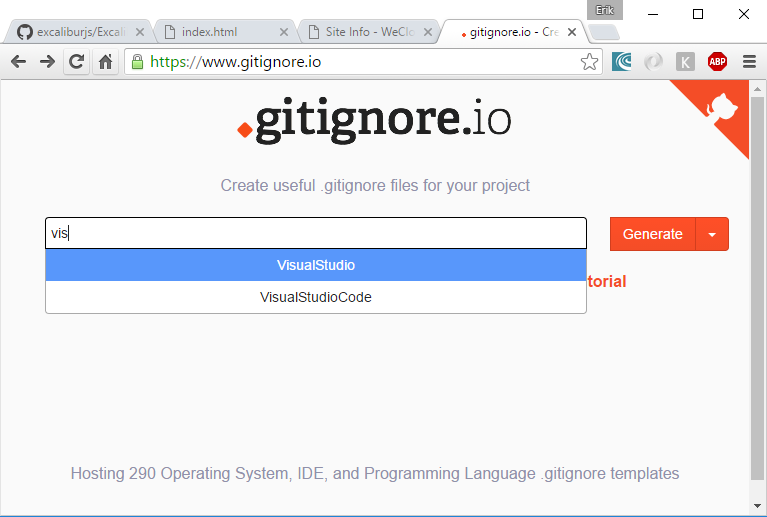 Erik
excaliburjs/Excali
index.html
Site Info - WeClo
gitignore.io - Cre
https://www.gitignore.io
ABP
K
.gitignore.io
Create useful .gitignore files for your project
vis
Generate
VisualStudio
torial
VisualStudioCode
Hosting 290 Operating System, IDE, and Programming Language .gitignore templates